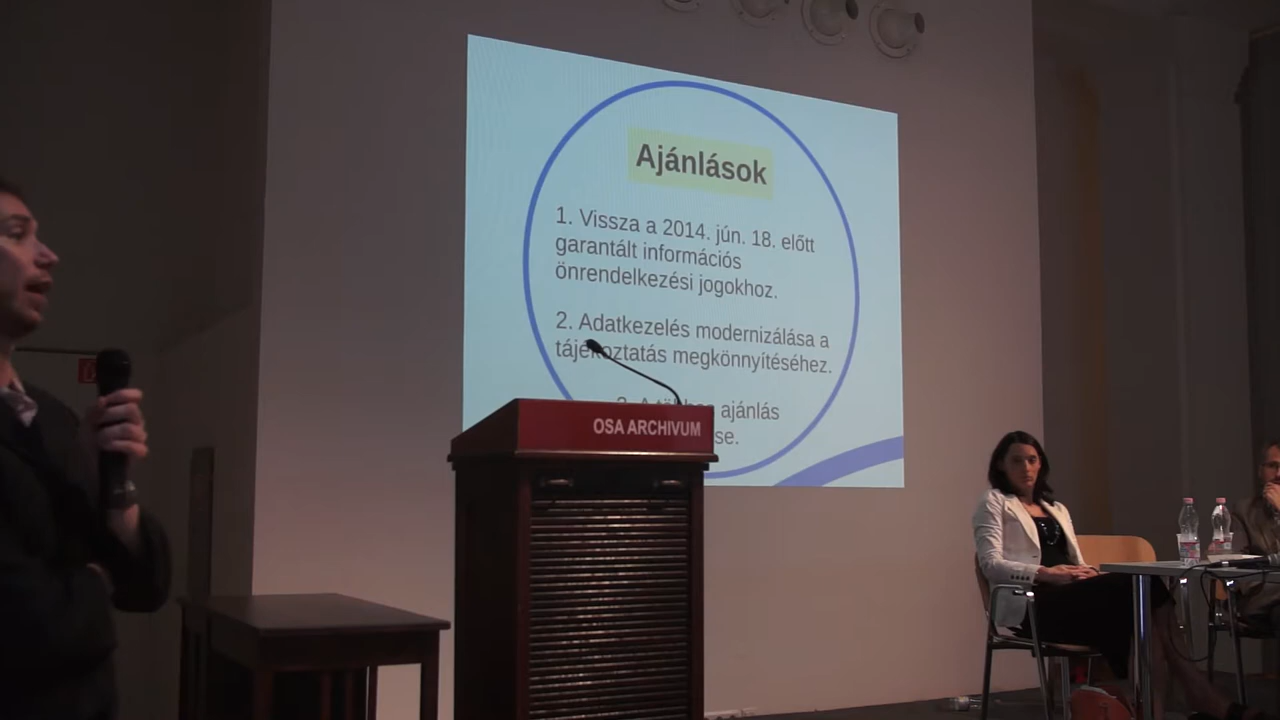 Ajánlások
1. Vissza a 2014. jún. 18. előtt
garantált információs
önrendelkezési jogokhoz.
2. Adatkezelés modernizálása a
tájékoztatás megkönnyítéséhez.
ajánlás
OSA ARCHIVUM